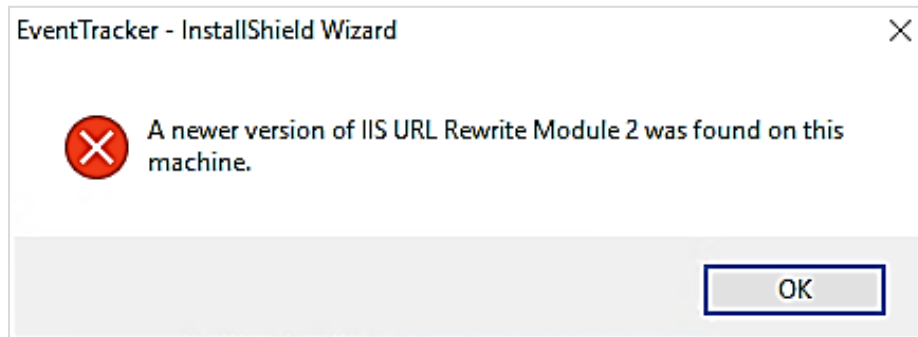 EventTracker - InstallShield Wizard
A newer version of IIS URL Rewrite Module 2 was found on this
machine.
OK